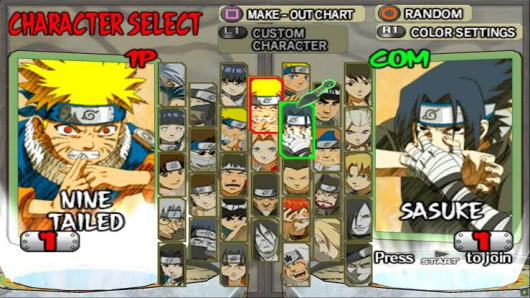 CHARACTER SELECT
MAKE-OUT CHART
RANDOM
L1
CUSTOM
CHARACTER
R1
COLOR SETTINGS
1P
COM
NINE
TAILED
1
SASUKE
1
Press START to join